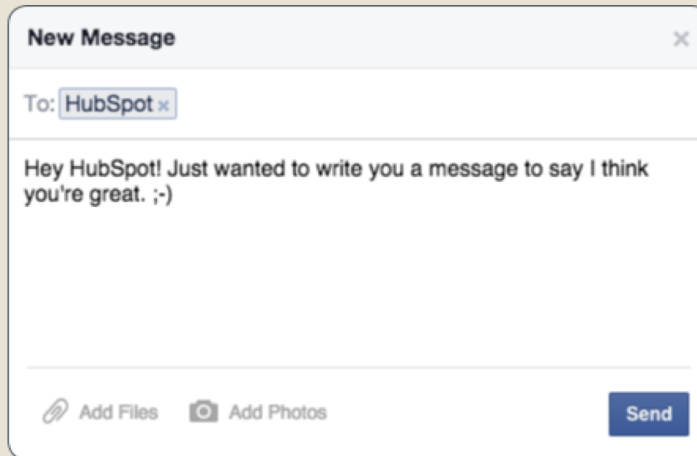 New Message
To: HubSpot
Hey HubSpot! Just wanted to write you a message to say I think
you're great. ;-)
Add Files Add Photos Send